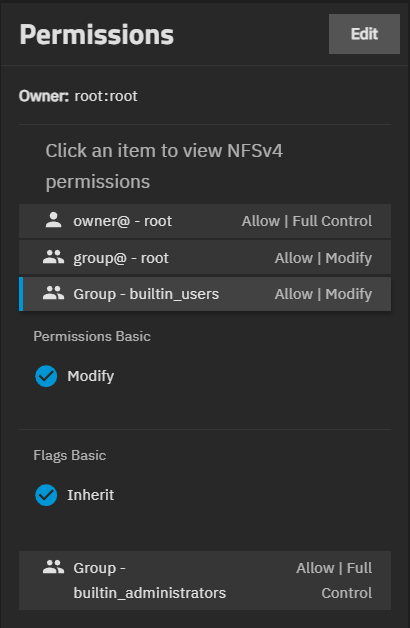 Permissions
Edit
Owner: root:root
Click an item to view NFSv4
permissions
owner@ - root Allow | Full Control
group@ - root Allow | Modify
Group - builtin_users Allow | Modify
Permissions Basic
Modify
Flags Basic
Inherit
Group - Allow | Full
builtin_administrators Control